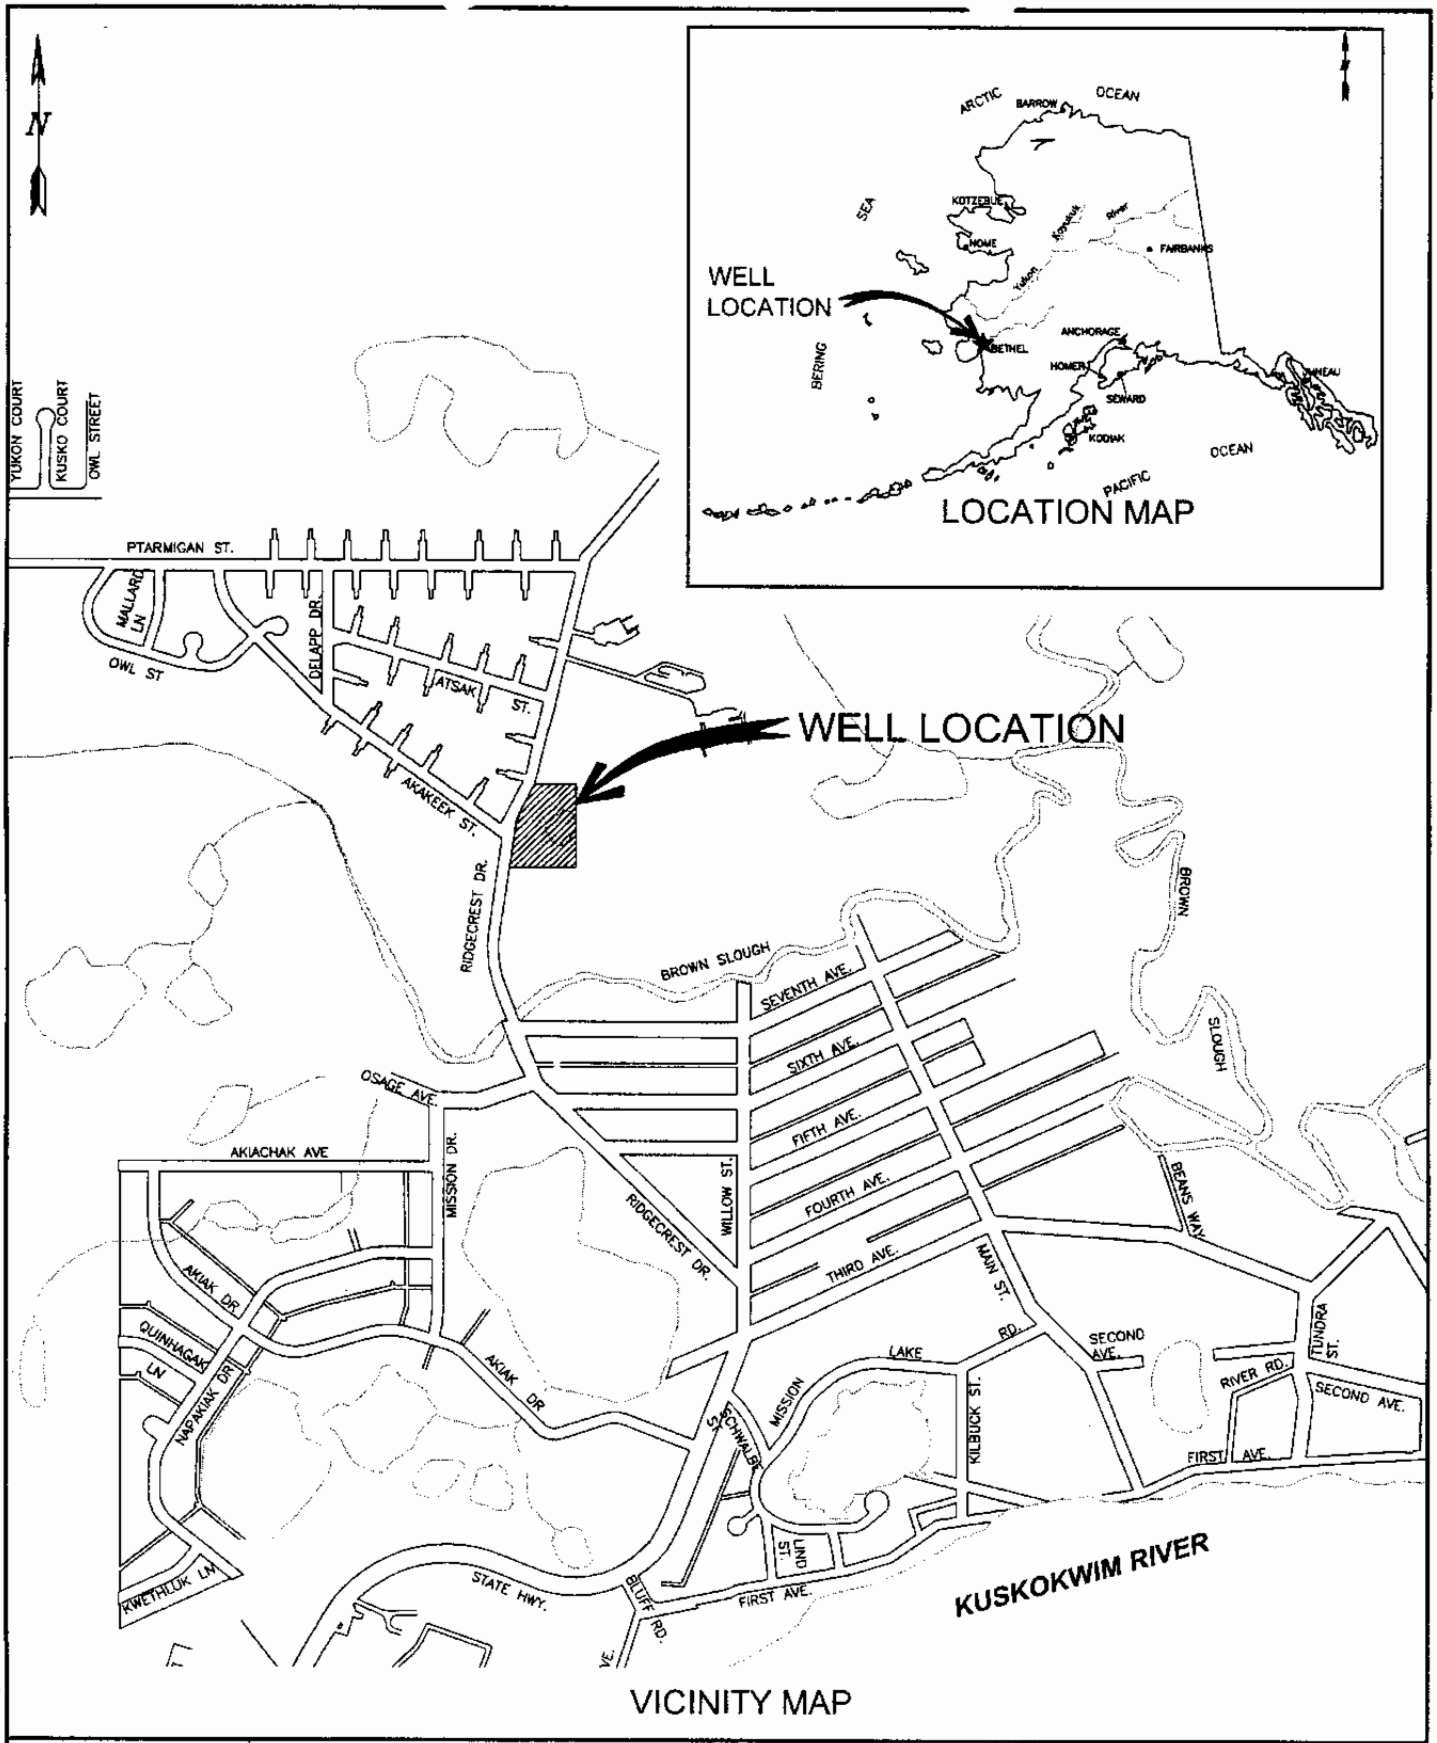 N
ARCTIC
OCEAN
BARROW
SEA
KOTZEBUE
NOME
Koyukuk
River
FAIRBANKS
Yukon
WELL
LOCATION
BERING
BETHEL
ANCHORAGE
HOMER
SEWARD
JUNEAU
KODIAK
OCEAN
PACIFIC
LOCATION MAP
YUKON COURT
KUSKO COURT
OWL STREET
PTARMIGAN ST.
MALLARD
LN
OWL ST
DELAPP DR.
ATSAK
ST.
WELL LOCATION
AKAKEEK ST.
RIDGECREST DR.
BROWN
SLOUGH
BROWN SLOUGH
SEVENTH AVE.
SIXTH AVE.
FIFTH AVE.
FOURTH AVE.
THIRD AVE.
OSAGE AVE.
AKIACHAK AVE
MISSION DR.
WILLOW ST.
RIDGECREST DR.
BEANS WAY
MAIN ST.
AKIAK DR
QUINHAGAK
LN
NAPAKIAK DR
AKIAK DR
SCHWALBE
ST.
MISSION
LAKE
RD.
KILBUCK ST.
SECOND
AVE.
TUNDRA
ST.
RIVER RD.
SECOND AVE.
FIRST AVE.
LIND
ST.
KWETHLUK LN
STATE HWY.
BLUFF RD.
FIRST AVE.
VE.
KUSKOKWIM RIVER
VICINITY MAP